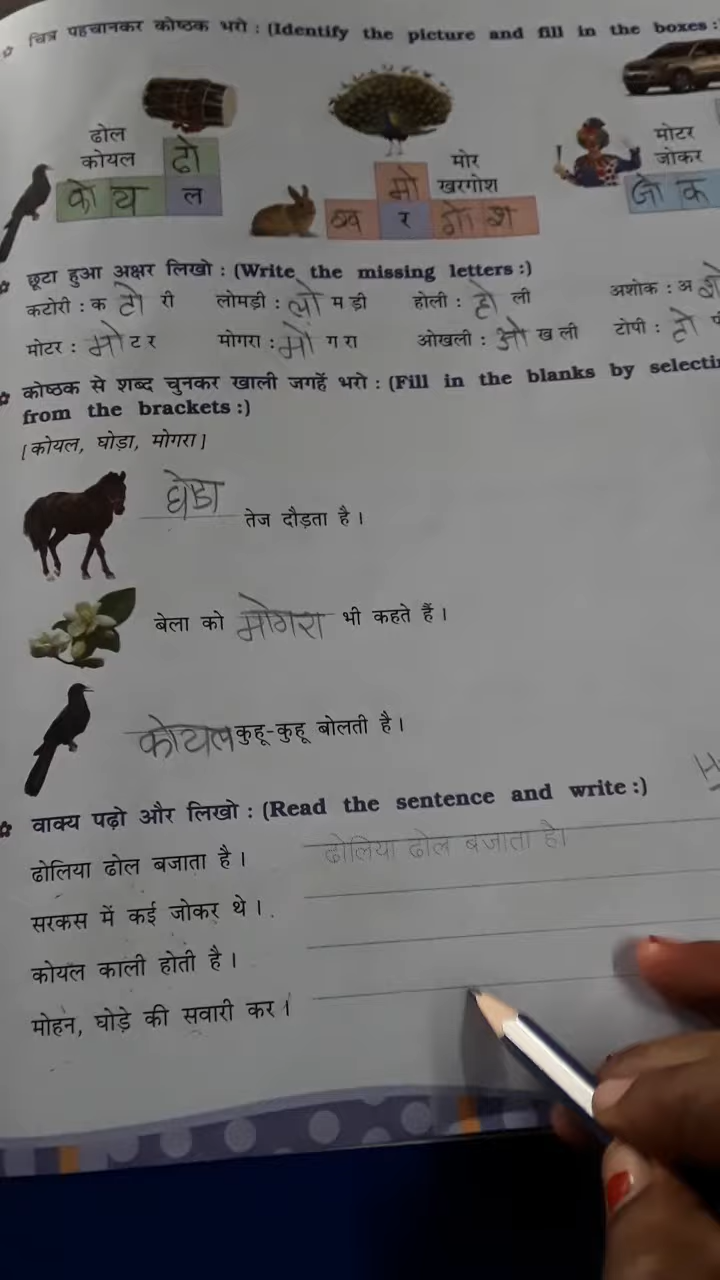 चित्र पहचानकर कोष्ठक भरो : (Identify the picture and fill in the boxes :
ढोल
कोयल
ढो
को य ल
मोर
खरगोश
मो
ख र गो श
मोटर
जोकर
जो क
छूटा हुआ अक्षर लिखो : (Write the missing letters :)
कटोरी : क टो री लोमड़ी : लो म ड़ी होली : हो ली अशोक : अ शो
मोटर : मो ट र मोगरा : मो ग रा ओखली : ओ ख ली टोपी : टो
कोष्ठक से शब्द चुनकर खाली जगहें भरो : (Fill in the blanks by selecti
from the brackets :)
[कोयल, घोड़ा, मोगरा]
घोडा तेज दौड़ता है ।
बेला को मोगरा भी कहते हैं ।
कोयल कुहू-कुहू बोलती है ।
वाक्य पढ़ो और लिखो : (Read the sentence and write :)
ढोलिया ढोल बजाता है । ढोलिया ढोल बजाता है।
सरकस में कई जोकर थे ।
कोयल काली होती है ।
मोहन, घोड़े की सवारी कर ।